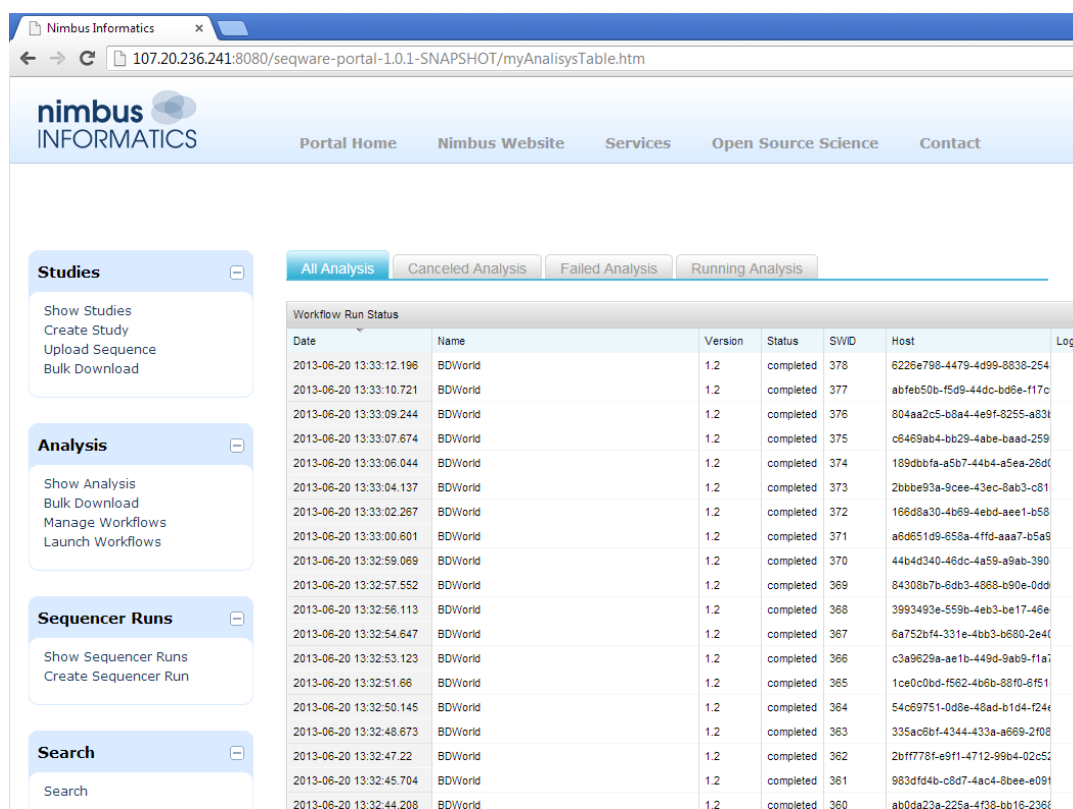 Nimbus Informatics
107.20.236.241:8080/seqware-portal-1.0.1-SNAPSHOT/myAnalisysTable.htm
nimbus
INFORMATICS
Portal Home Nimbus Website Services Open Source Science Contact
Studies
Show Studies
Create Study
Upload Sequence
Bulk Download
Analysis
Show Analysis
Bulk Download
Manage Workflows
Launch Workflows
Sequencer Runs
Show Sequencer Runs
Create Sequencer Run
Search
Search
All Analysis Canceled Analysis Failed Analysis Running Analysis
Workflow Run Status
Date Name Version Status SWID Host Log
2013-06-20 13:33:12.196 BDWorld 1.2 completed 378 6226e798-4479-4d99-8838-254
2013-06-20 13:33:10.721 BDWorld 1.2 completed 377 abfeb50b-f5d9-44dc-bd6e-f17c
2013-06-20 13:33:09.244 BDWorld 1.2 completed 376 804aa2c5-b8a4-4e9f-8255-a83b
2013-06-20 13:33:07.674 BDWorld 1.2 completed 375 c6469ab4-bb29-4abe-baad-259
2013-06-20 13:33:06.044 BDWorld 1.2 completed 374 189dbbfa-a5b7-44b4-a5ea-26d0
2013-06-20 13:33:04.137 BDWorld 1.2 completed 373 2bbbe93a-9cee-43ec-8ab3-c81
2013-06-20 13:33:02.267 BDWorld 1.2 completed 372 166d8a30-4b69-4ebd-aee1-b58
2013-06-20 13:33:00.601 BDWorld 1.2 completed 371 a6d651d9-658a-4ffd-aaa7-b5a9
2013-06-20 13:32:59.069 BDWorld 1.2 completed 370 44b4d340-46dc-4a59-a9ab-390
2013-06-20 13:32:57.552 BDWorld 1.2 completed 369 84308b7b-6db3-4868-b90e-0dd
2013-06-20 13:32:56.113 BDWorld 1.2 completed 368 3993493e-559b-4eb3-be17-46e
2013-06-20 13:32:54.647 BDWorld 1.2 completed 367 6a752bf4-331e-4bb3-b680-2e40
2013-06-20 13:32:53.123 BDWorld 1.2 completed 366 c3a9629a-ae1b-449d-9ab9-f1a7
2013-06-20 13:32:51.66 BDWorld 1.2 completed 365 1ce0c0bd-f562-4b6b-88f0-6f51
2013-06-20 13:32:50.145 BDWorld 1.2 completed 364 54c69751-0d8e-48ad-b1d4-f24e
2013-06-20 13:32:48.673 BDWorld 1.2 completed 363 335ac6bf-4344-433a-a669-2f08
2013-06-20 13:32:47.22 BDWorld 1.2 completed 362 2bff778f-e9f1-4712-99b4-02c52
2013-06-20 13:32:45.704 BDWorld 1.2 completed 361 983dfd4b-c8d7-4ac4-8bee-e09f
2013-06-20 13:32:44.208 BDWorld 1.2 completed 360 ab0da23a-225a-4f38-bb16-2368